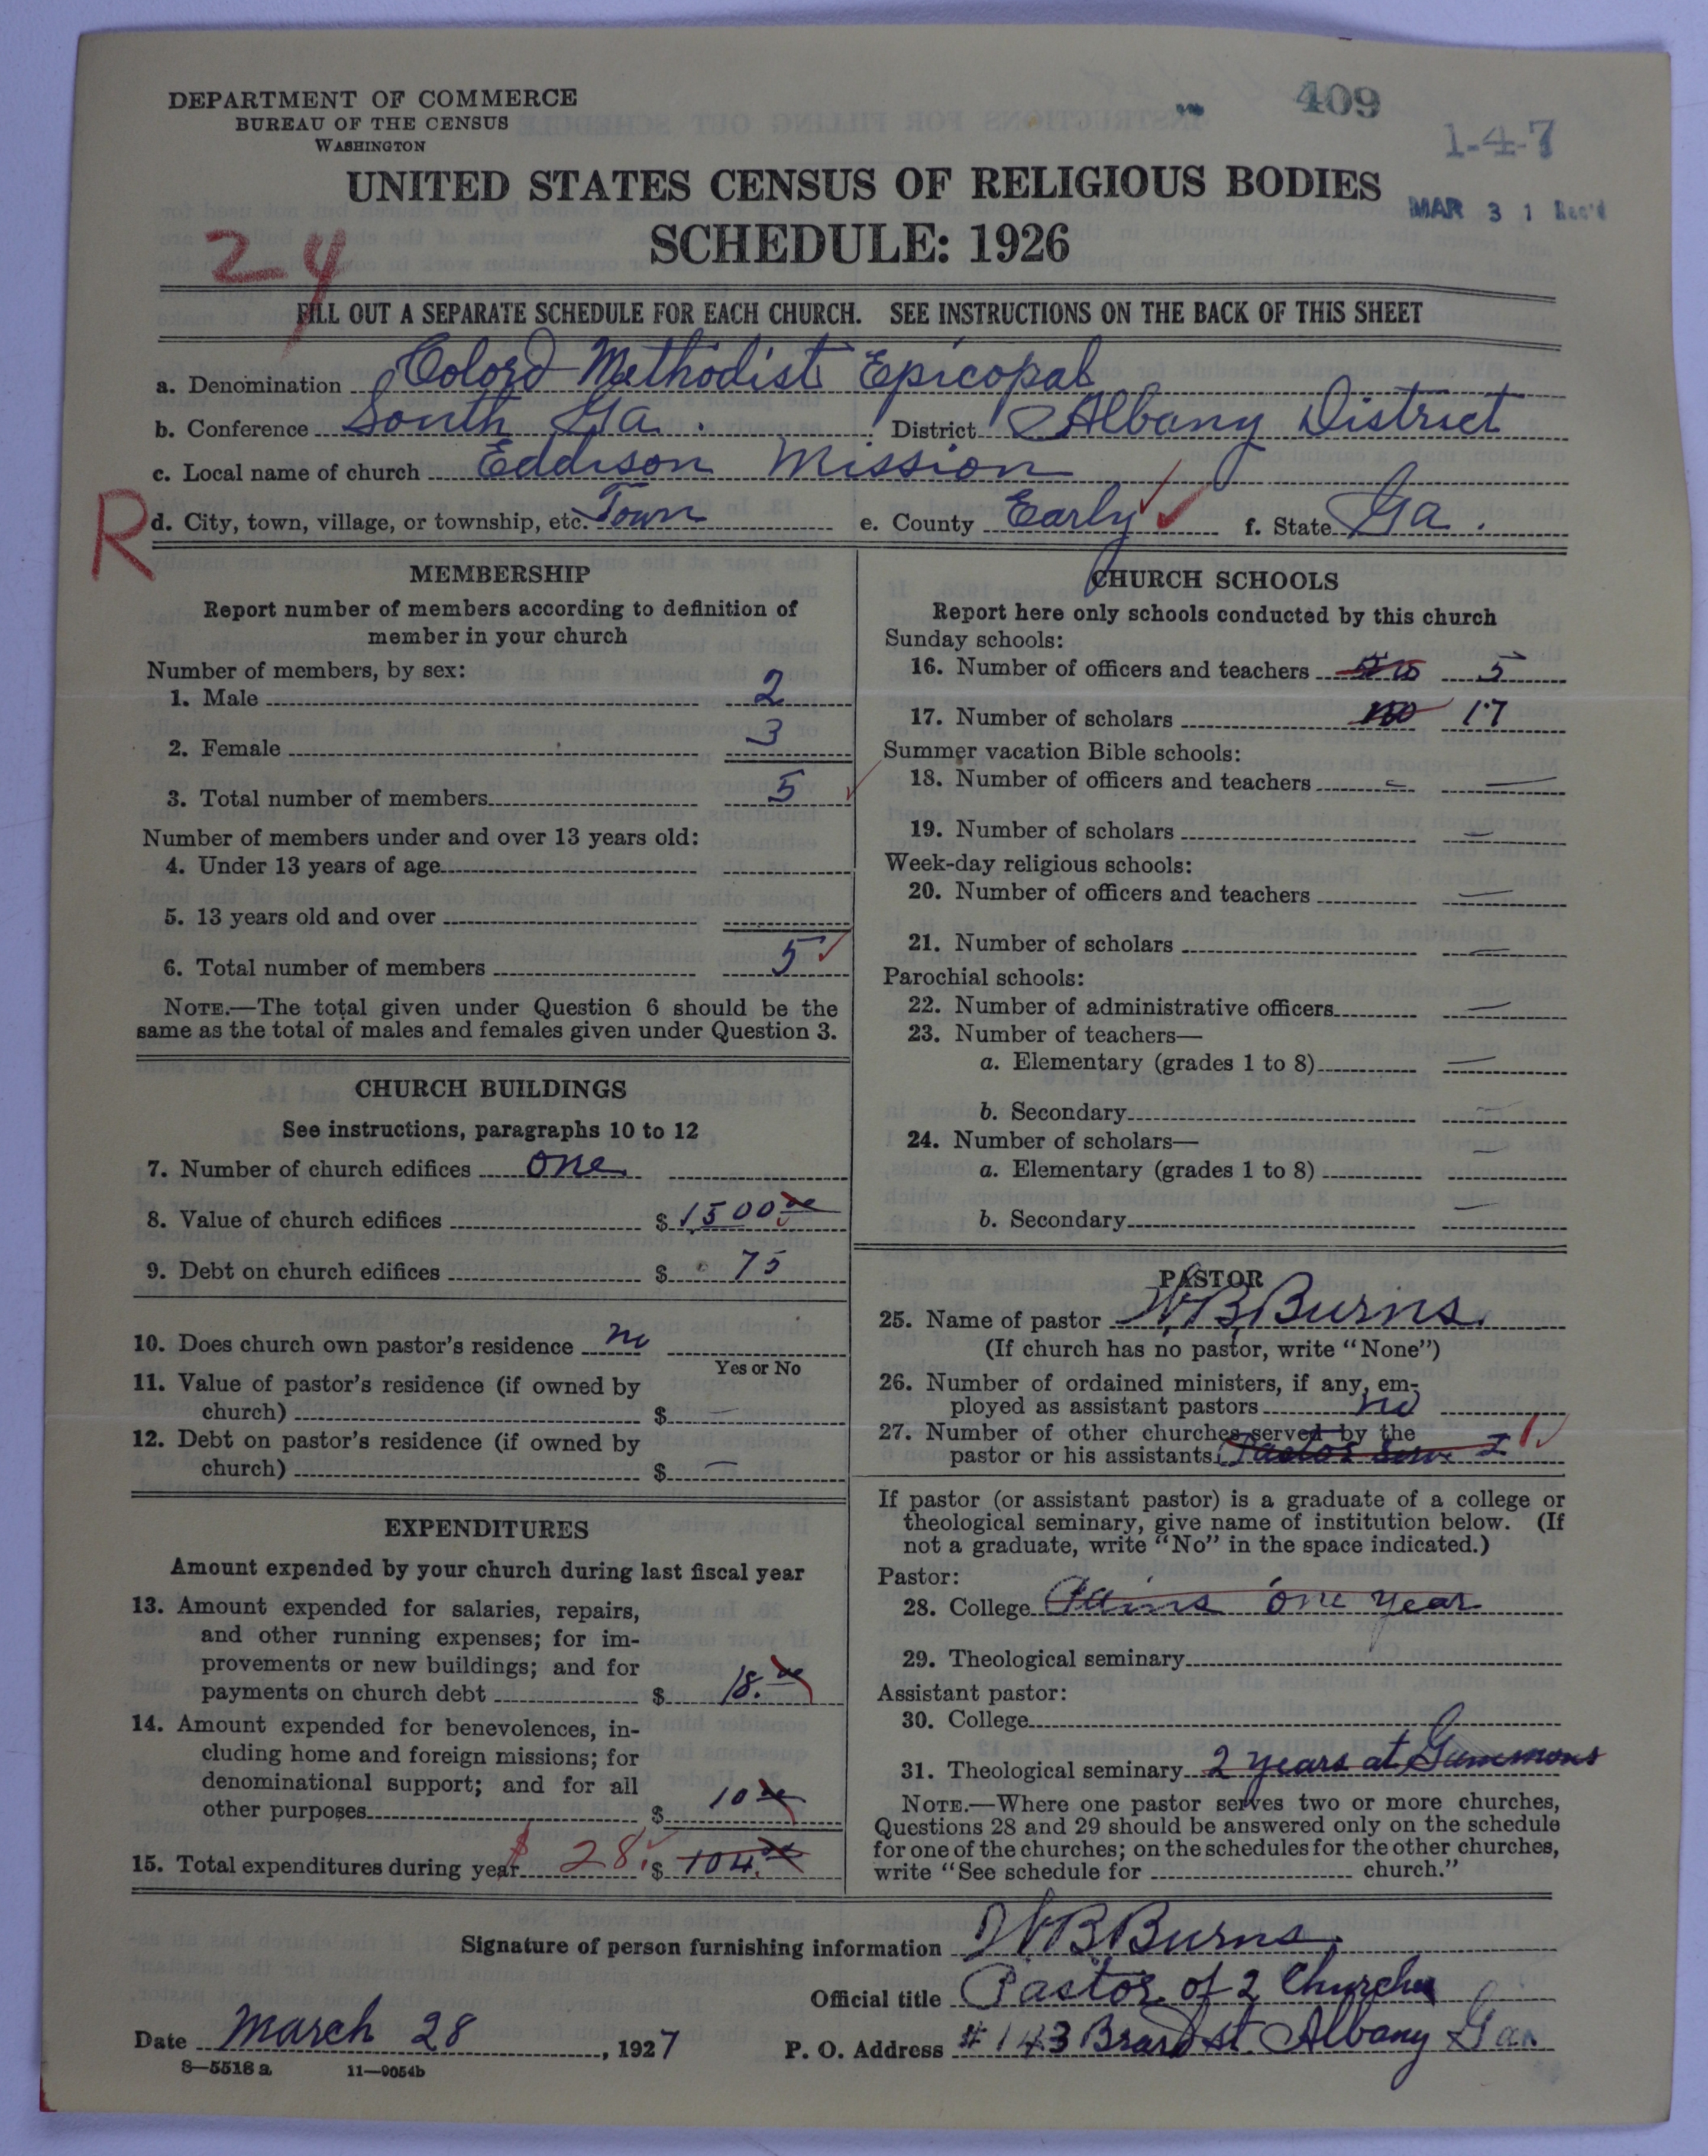 DEPARTMENT OF COMMERCE
BUREAU OF THE CENSUS
WASHINGTON
409
1-4-7
UNITED STATES CENSUS OF RELIGIOUS BODIES
MAR 31 Rec'd
SCHEDULE: 1926
2-4
FILL OUT A SEPARATE SCHEDULE FOR EACH CHURCH. SEE INSTRUCTIONS ON THE BACK OF THIS SHEET
a. Denomination Colord Methodist Epicopal
b. Conference South Ga. District Albany District
c. Local name of church Eddison Mission
R
d. City, town, village, or township, etc. Town e. County Early f. State Ga.
MEMBERSHIP
Report number of members according to definition of
member in your church
Number of members, by sex:
1. Male 2
2. Female 3
3. Total number of members 5
Number of members under and over 13 years old:
4. Under 13 years of age
5. 13 years old and over
6. Total number of members 5
NOTE.—The total given under Question 6 should be the
same as the total of males and females given under Question 3.
CHURCH BUILDINGS
See instructions, paragraphs 10 to 12
7. Number of church edifices one
8. Value of church edifices $ 1500 00
9. Debt on church edifices $ 75
10. Does church own pastor's residence no
Yes or No
11. Value of pastor's residence (if owned by
church) $ —
12. Debt on pastor's residence (if owned by
church) $ —
EXPENDITURES
Amount expended by your church during last fiscal year
13. Amount expended for salaries, repairs,
and other running expenses; for im-
provements or new buildings; and for
payments on church debt $ 18.00
14. Amount expended for benevolences, in-
cluding home and foreign missions; for
denominational support; and for all
other purposes $ 10 00
15. Total expenditures during year $ 28. $ 104.00
CHURCH SCHOOLS
Report here only schools conducted by this church
Sunday schools:
16. Number of officers and teachers 5
17. Number of scholars 150 17
Summer vacation Bible schools:
18. Number of officers and teachers — —
19. Number of scholars —
Week-day religious schools:
20. Number of officers and teachers —
21. Number of scholars —
Parochial schools:
22. Number of administrative officers —
23. Number of teachers—
a. Elementary (grades 1 to 8) —
b. Secondary —
24. Number of scholars—
a. Elementary (grades 1 to 8) —
b. Secondary —
PASTOR
25. Name of pastor W. B. Burns.
(If church has no pastor, write "None")
26. Number of ordained ministers, if any, em-
ployed as assistant pastors no
27. Number of other churches served by the 1
pastor or his assistants Pastor
If pastor (or assistant pastor) is a graduate of a college or
theological seminary, give name of institution below. (If
not a graduate, write "No" in the space indicated.)
Pastor:
28. College one year
29. Theological seminary
Assistant pastor:
30. College
31. Theological seminary 2 years at Gammons
NOTE.—Where one pastor serves two or more churches,
Questions 28 and 29 should be answered only on the schedule
for one of the churches; on the schedules for the other churches,
write "See schedule for church."
Signature of person furnishing information W B Burns.
Official title Pastor of 2 Churches
Date March 28, 1927 P. O. Address # 143 Broad St. Albany Ga
8—5518 a 11—9054b